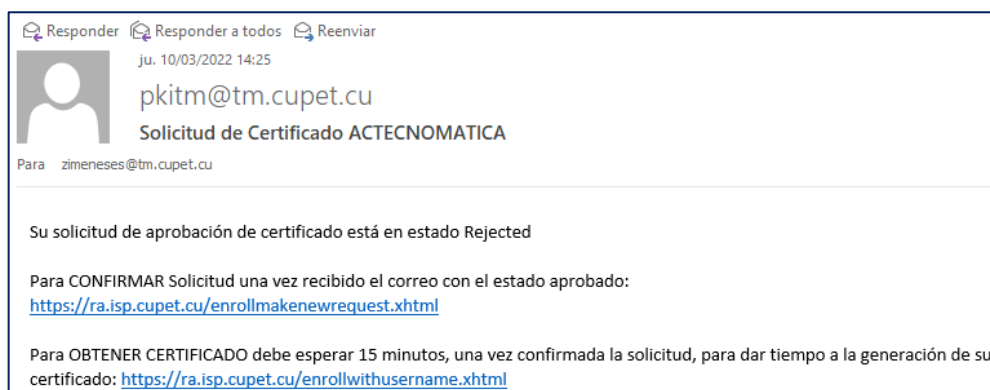 Responder Responder a todos Reenviar
ju. 10/03/2022 14:25
pkitm@tm.cupet.cu
Solicitud de Certificado ACTECNOMATICA
Para zimeneses@tm.cupet.cu
Su solicitud de aprobación de certificado está en estado Rejected
Para CONFIRMAR Solicitud una vez recibido el correo con el estado aprobado:
https://ra.isp.cupet.cu/enrollmakenewrequest.xhtml
Para OBTENER CERTIFICADO debe esperar 15 minutos, una vez confirmada la solicitud, para dar tiempo a la generación de su
certificado: https://ra.isp.cupet.cu/enrollwithusername.xhtml